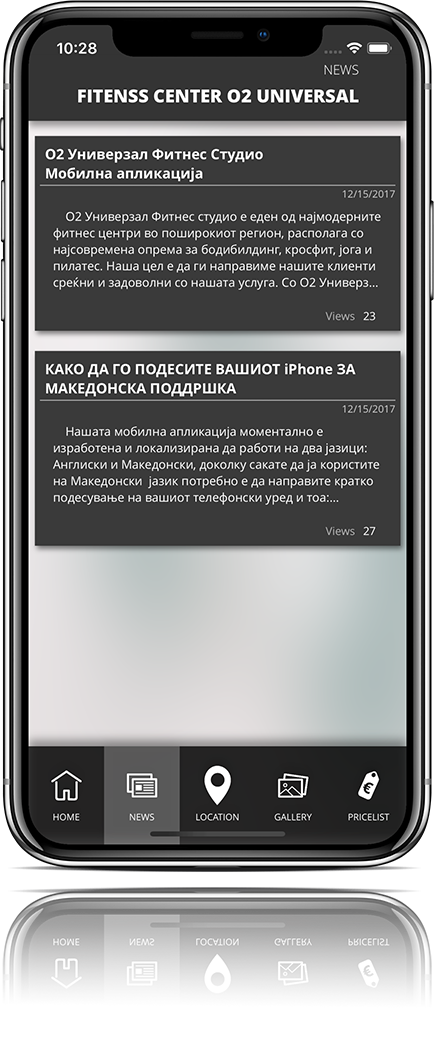 10:28
NEWS
FITENSS CENTER O2 UNIVERSAL
О2 Универзал Фитнес Студио
Мобилна апликација
12/15/2017
О2 Универзал Фитнес студио е еден од најмодерните
фитнес центри во поширокиот регион, располага со
најсовремена опрема за бодибилдинг, кросфит, јога и
пилатес. Наша цел е да ги направиме нашите клиенти
среќни и задоволни со нашата услуга. Со О2 Универз...
Views 23
КАКО ДА ГО ПОДЕСИТЕ ВАШИОТ iPhone ЗА
МАКЕДОНСКА ПОДДРШКА
12/15/2017
Нашата мобилна апликација моментално е
изработена и локализирана да работи на два јазици:
Англиски и Македонски, доколку сакате да ја користите
на Македонски јазик потребно е да направите кратко
подесување на вашиот телефонски уред и тоа:...
Views 27
HOME NEWS LOCATION GALLERY PRICELIST
HOME NEWS LOCATION GALLERY PRICELIST